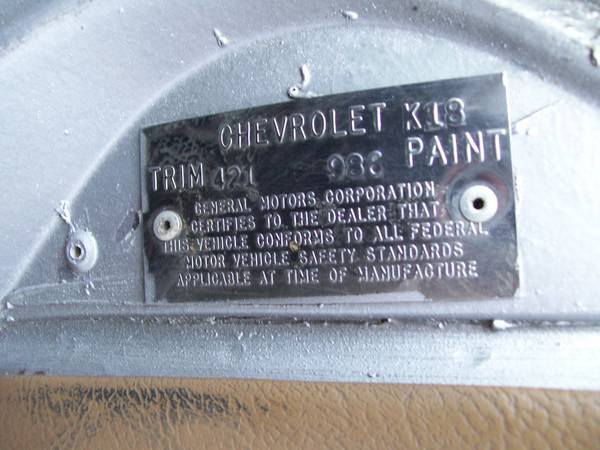 CHEVROLET K18
TRIM 421 986 PAINT
GENERAL MOTORS CORPORATION
CERTIFIES TO THE DEALER THAT
THIS VEHICLE CONFORMS TO ALL FEDERAL
MOTOR VEHICLE SAFETY STANDARDS
APPLICABLE AT TIME OF MANUFACTURE